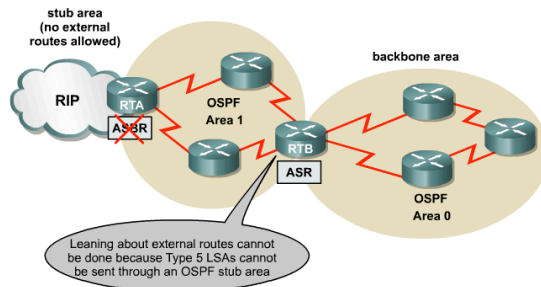 stub area
(no external
routes allowed)
RIP
RTA
ASBR
OSPF
Area 1
RTB
ASR
backbone area
OSPF
Area 0
Leaning about external routes cannot
be done because Type 5 LSAs cannot
be sent through an OSPF stub area